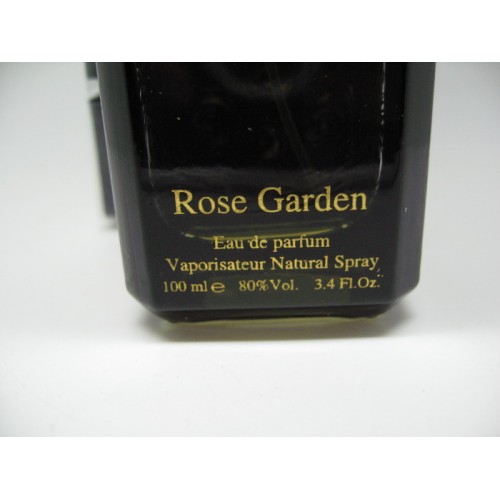 Rose Garden
Eau de parfum
Vaporisateur Natural Spray
100 ml ℮ 80%Vol. 3.4 Fl.Oz.